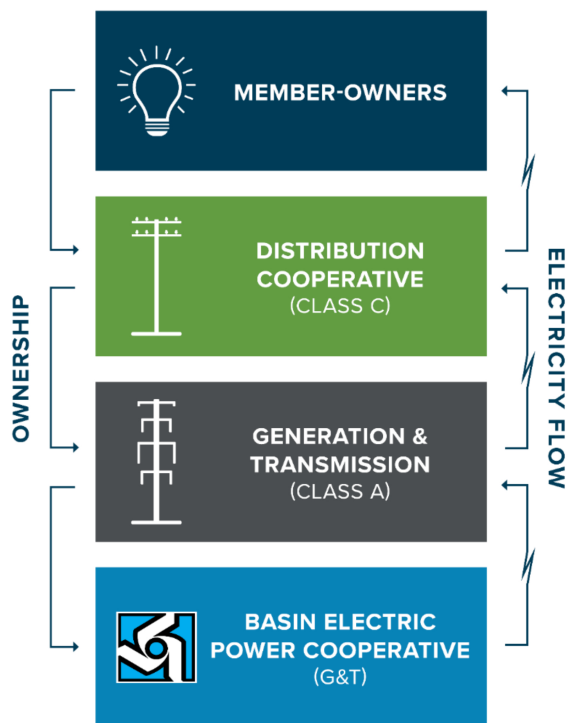 MEMBER-OWNERS
DISTRIBUTION
COOPERATIVE
(CLASS C)
OWNERSHIP
ELECTRICITY FLOW
GENERATION &
TRANSMISSION
(CLASS A)
BASIN ELECTRIC
POWER COOPERATIVE
(G&T)